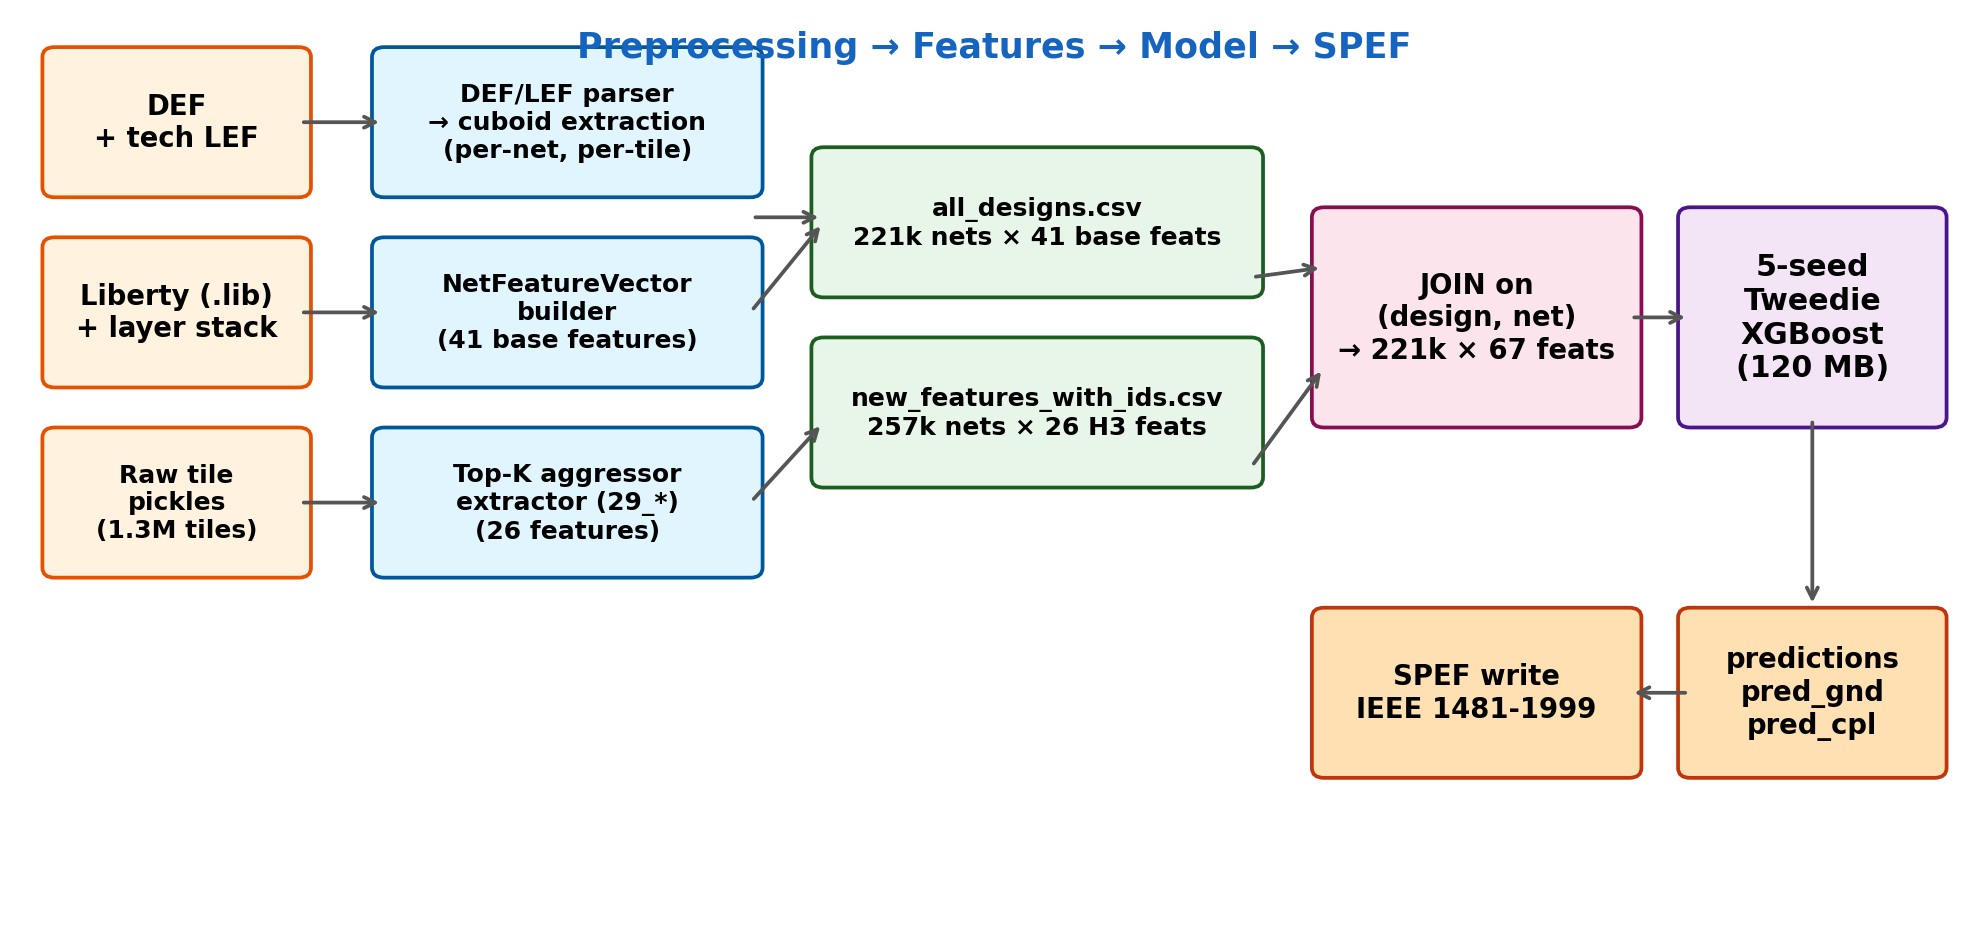 Preprocessing → Features → Model → SPEF
DEF
+ tech LEF
DEF/LEF parser
→ cuboid extraction
(per-net, per-tile)
Liberty (.lib)
+ layer stack
NetFeatureVector
builder
(41 base features)
Raw tile
pickles
(1.3M tiles)
Top-K aggressor
extractor (29_*)
(26 features)
all_designs.csv
221k nets × 41 base feats
new_features_with_ids.csv
257k nets × 26 H3 feats
JOIN on
(design, net)
→ 221k × 67 feats
5-seed
Tweedie
XGBoost
(120 MB)
predictions
pred_gnd
pred_cpl
SPEF write
IEEE 1481-1999